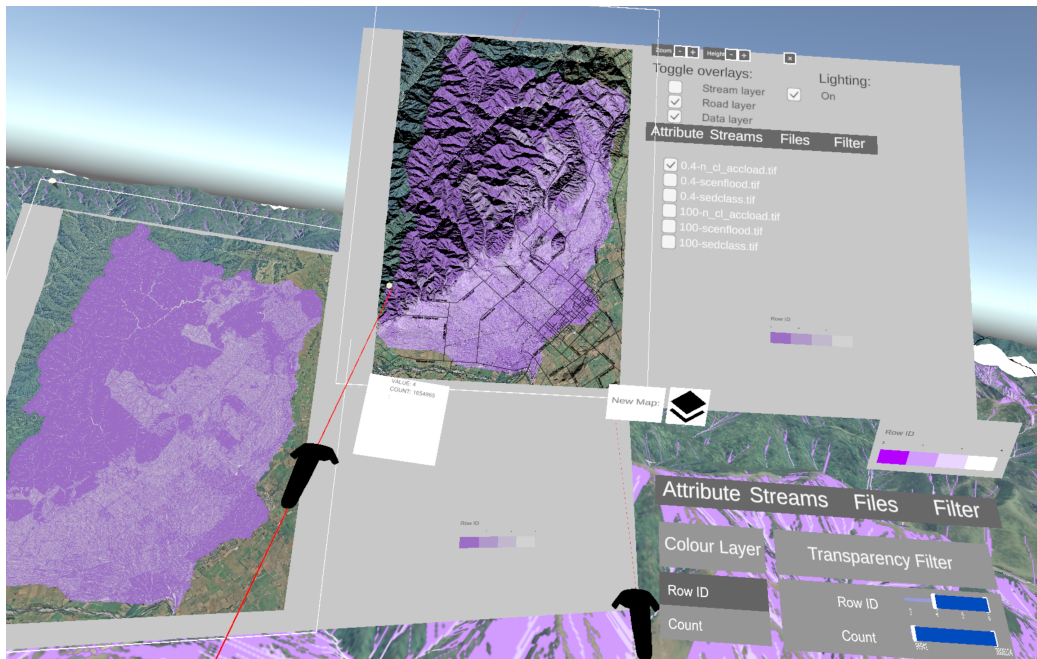 Zoom - + Height - + x
Toggle overlays:
Lighting:
Stream layer
On
Road layer
Data layer
Attribute Streams Files Filter
0.4-n_cl_accload.tif
0.4-scenflood.tif
0.4-sedclass.tif
100-n_cl_accload.tif
100-scenflood.tif
100-sedclass.tif
Row ID
VALUE: 4
COUNT: 1654993
New Map:
Row ID
Row ID
Attribute Streams Files Filter
Colour Layer
Transparency Filter
Row ID
Row ID
Count
Count